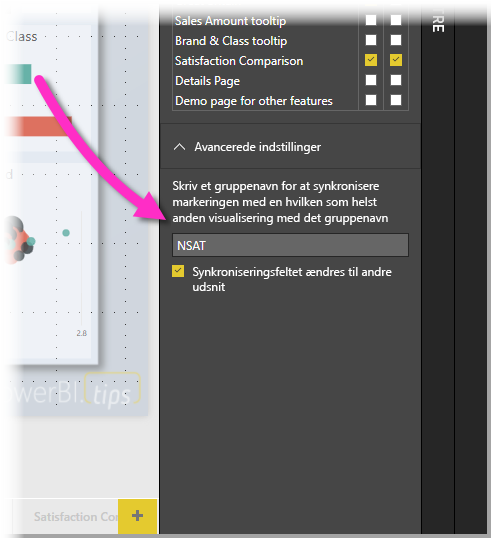 Class
Sales Amount tooltip
Brand & Class tooltip
Satisfaction Comparison
Details Page
Demo page for other features
Avancerede indstillinger
Skriv et gruppenavn for at synkronisere
markeringen med en hvilken som helst
anden visualisering med det gruppenavn
NSAT
Synkroniseringsfeltet ændres til andre
udsnit
2.8
werBI.tips
Satisfaction Co
+
TRE